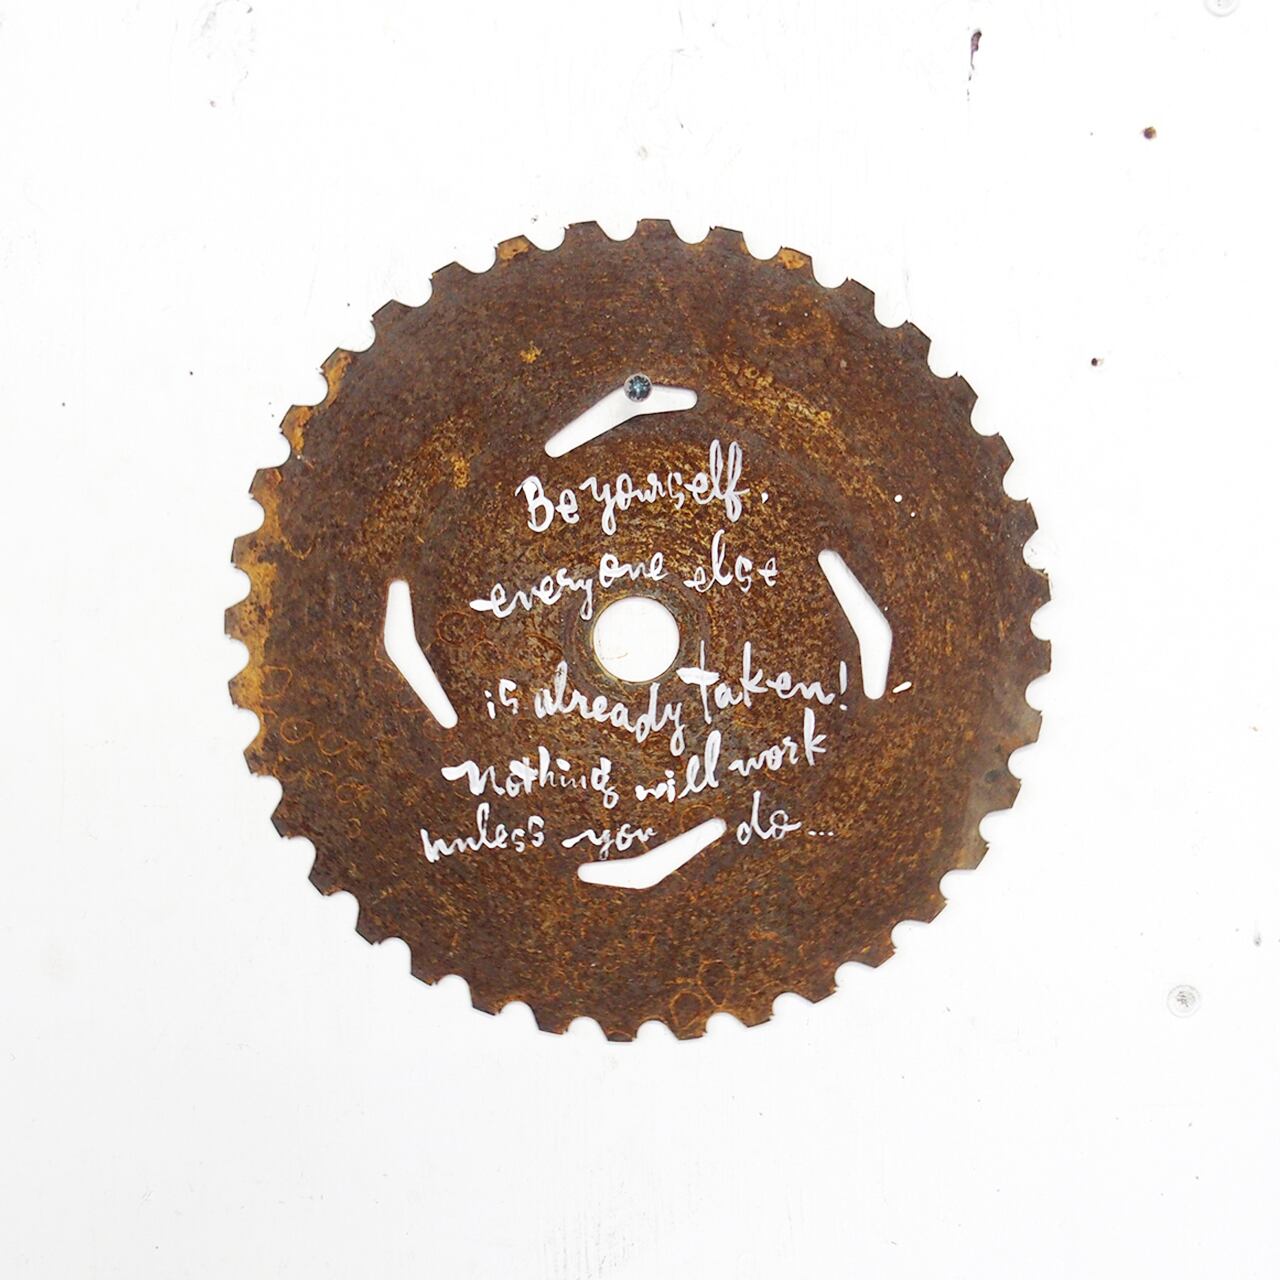 Be yourself.
everyone else
is already taken!
Nothing will work
unless you do...